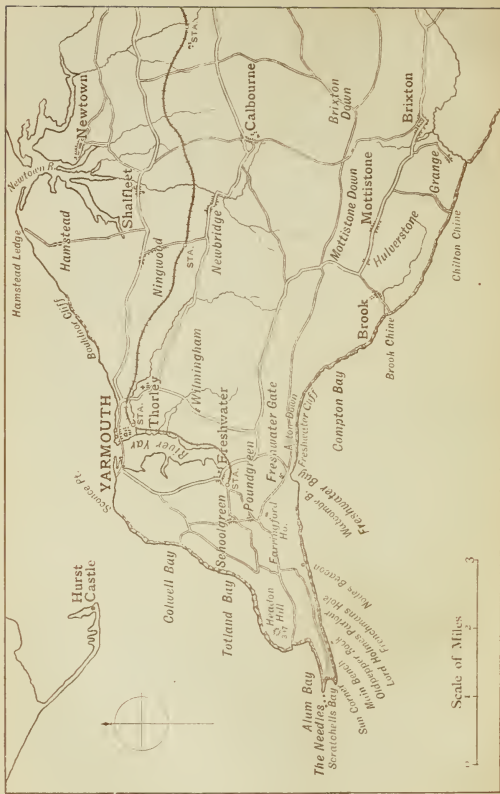 Hurst
Castle
Sconce Pt.
YARMOUTH
Bouldnor Cliff
Hamstead Ledge
Hamstead
Newtown R.
Newtown
Shalfleet
Ningwood
STA.
STA.
Newbridge
Calbourne
STA.
Thorley
Wilmingham
River Yar
Freshwater
STA.
Schoolgreen
Poundgreen
Freshwater Gate
Farringford
Ho.
Afton Down
Freshwater Cliff
Colwell Bay
Totland Bay
Headon
Hill
Alum Bay
The Needles
Scratchells Bay
Sun Corner
Main Bench
Old Pepper Rock
Lord Holmes Parlour
Frenchmans Hole
Nodes Beacon
Watcombe B.
Freshwater Bay
Compton Bay
Brook
Brook Chine
Hulverstone
Mottistone Down
Mottistone
Brixton
Down
Brixton
Grange
Chilton Chine
Scale of Miles
1
2
3